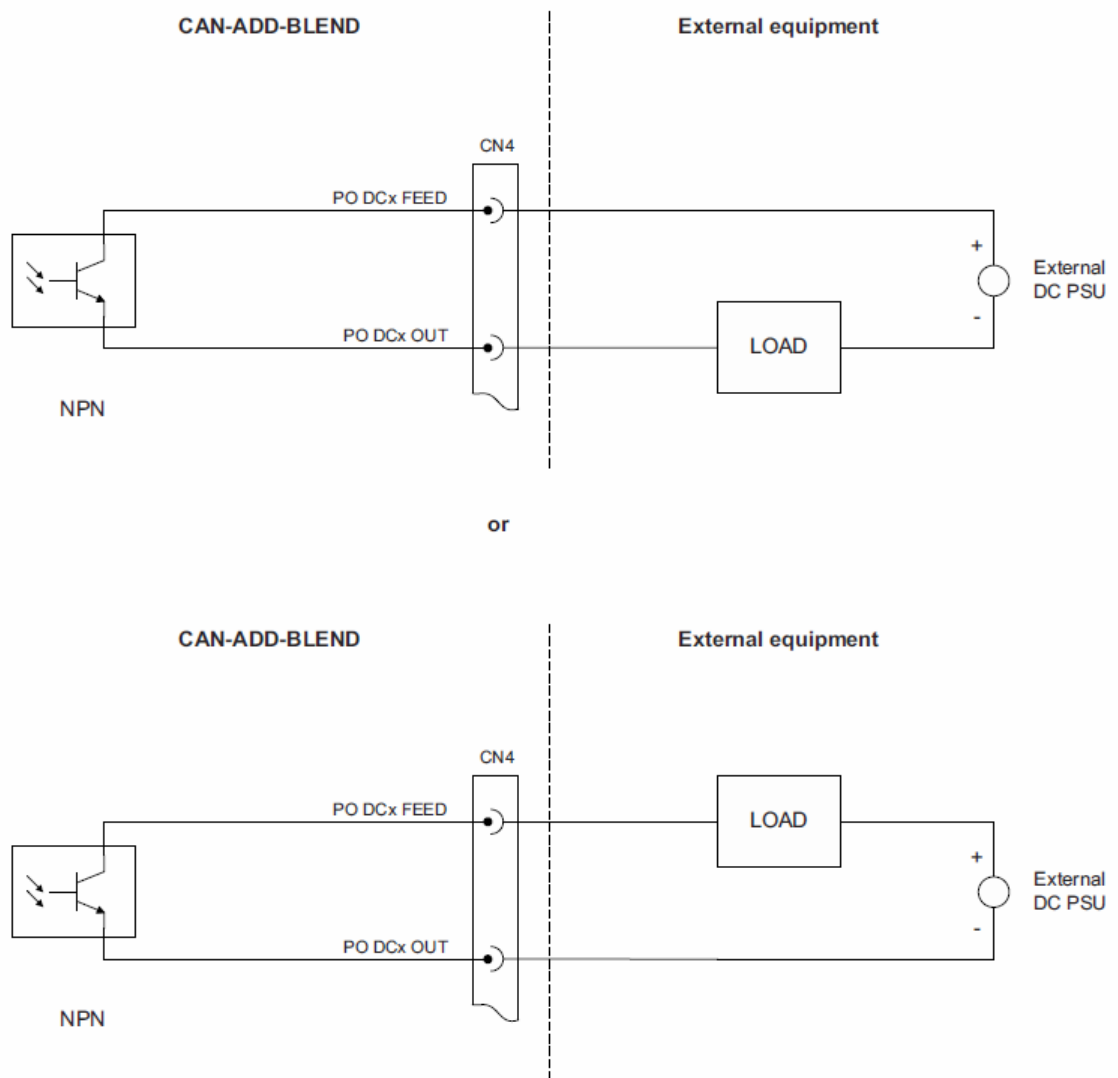 CAN-ADD-BLEND
External equipment
CN4
PO DCx FEED
+
External
DC PSU
-
PO DCx OUT
LOAD
NPN
or
CAN-ADD-BLEND
External equipment
CN4
PO DCx FEED
LOAD
+
External
DC PSU
-
PO DCx OUT
NPN